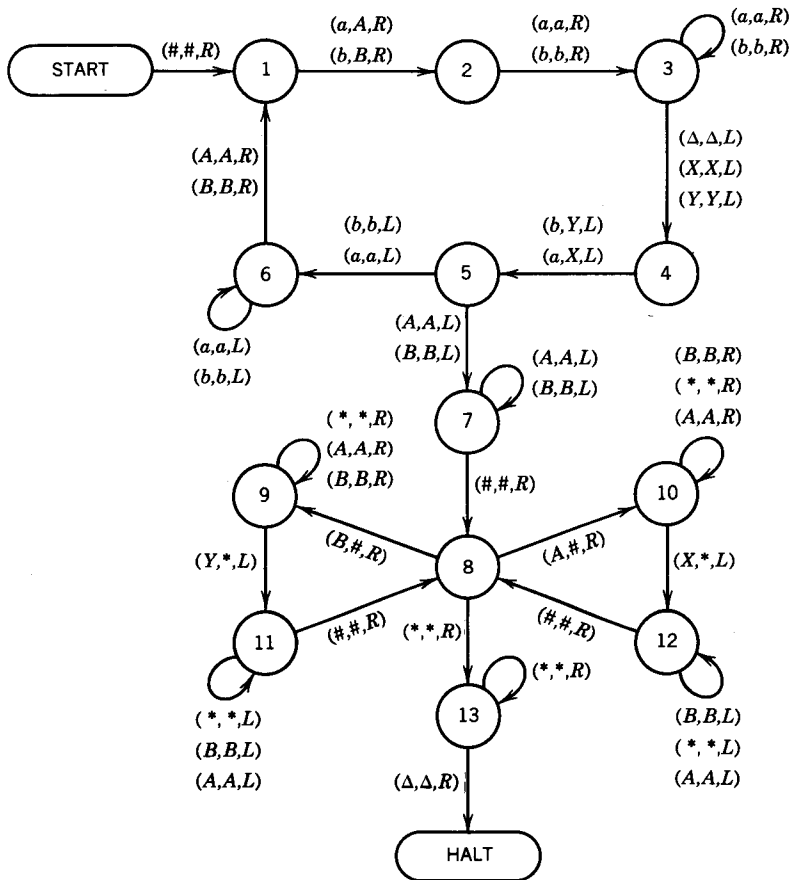 (a,A,R)
(b,B,R)
(a,a,R)
(b,b,R)
(a,a,R)
(b,b,R)
START
(#,#,R)
1
2
3
(A,A,R)
(B,B,R)
(Δ,Δ,L)
(X,X,L)
(Y,Y,L)
(b,b,L)
(a,a,L)
(b,Y,L)
(a,X,L)
6
5
4
(a,a,L)
(b,b,L)
(A,A,L)
(B,B,L)
(A,A,L)
(B,B,L)
(B,B,R)
(*,*,R)
(A,A,R)
7
(*,*,R)
(A,A,R)
(B,B,R)
9
(#,#,R)
10
(B,#,R)
(A,#,R)
8
(Y,*,L)
(X,*,L)
(#,#,R)
(*,*,R)
(#,#,R)
11
12
(*,*,R)
13
(*,*,L)
(B,B,L)
(A,A,L)
(B,B,L)
(*,*,L)
(A,A,L)
(Δ,Δ,R)
HALT